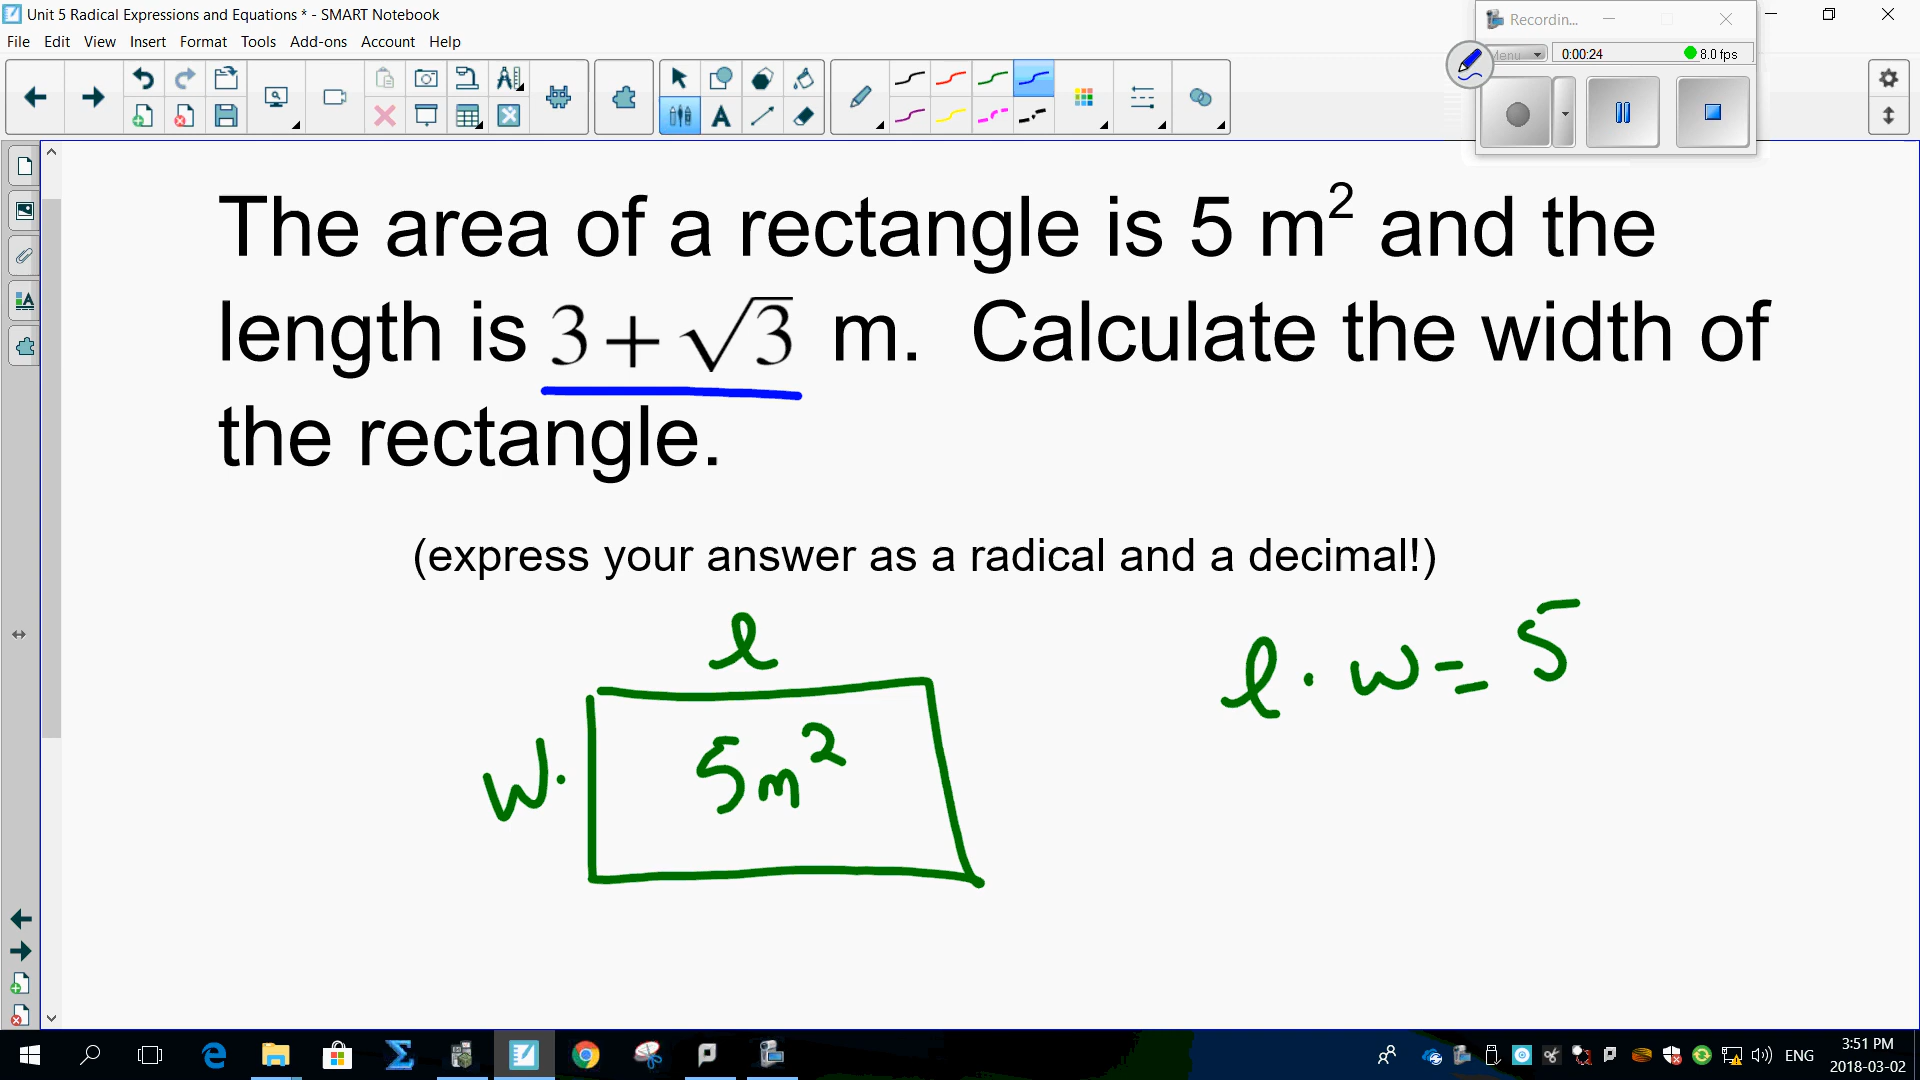 Unit 5 Radical Expressions and Equations * - SMART Notebook
File Edit View Insert Format Tools Add-ons Account Help
Recordin...
Menu
0:00:24
8.0 fps
The area of a rectangle is 5 m² and the
length is 3 + √3 m. Calculate the width of
the rectangle.
(express your answer as a radical and a decimal!)
l
l · w = 5
w.
5m²
ENG
3:51 PM
2018-03-02